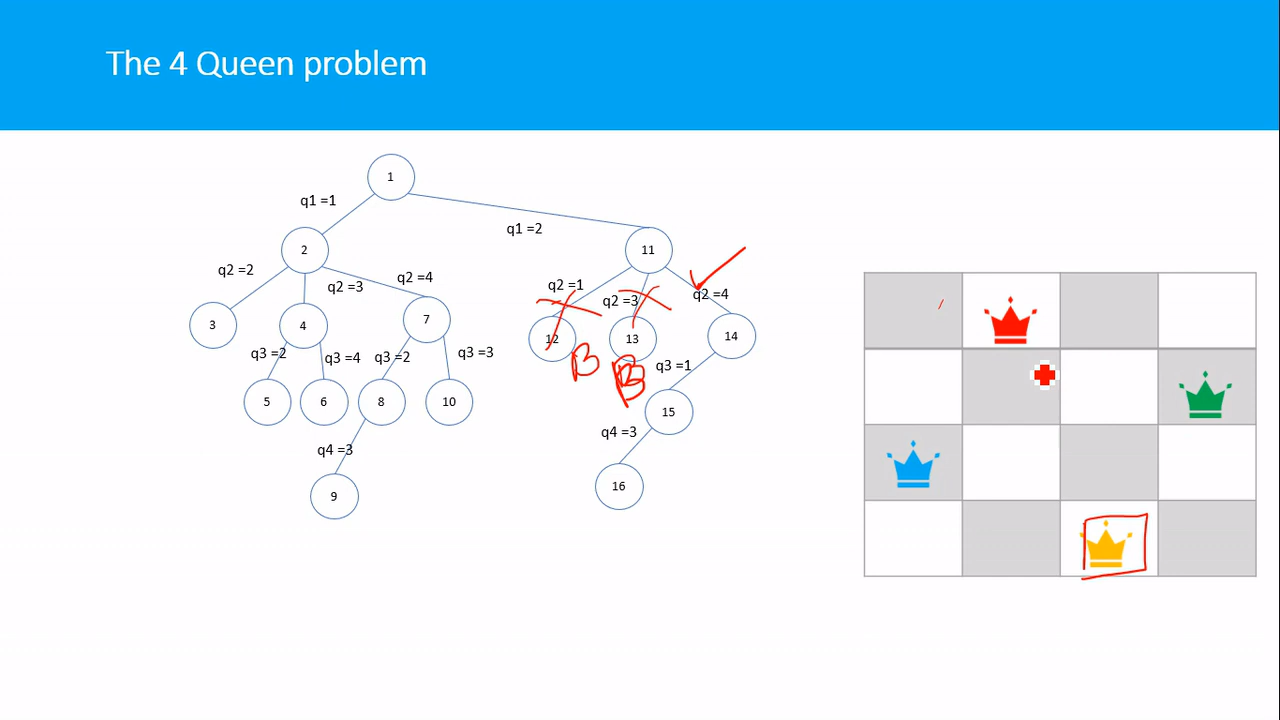 The 4 Queen problem
1
q1 =1
q1 =2
2
11
q2 =2
q2 =3
q2 =4
q2 =1
q2 =3
q2 =4
3
4
7
12
13
14
q3 =2
q3 =4
q3 =2
q3 =3
q3 =1
B
B
5
6
8
10
15
q4 =3
q4 =3
9
16